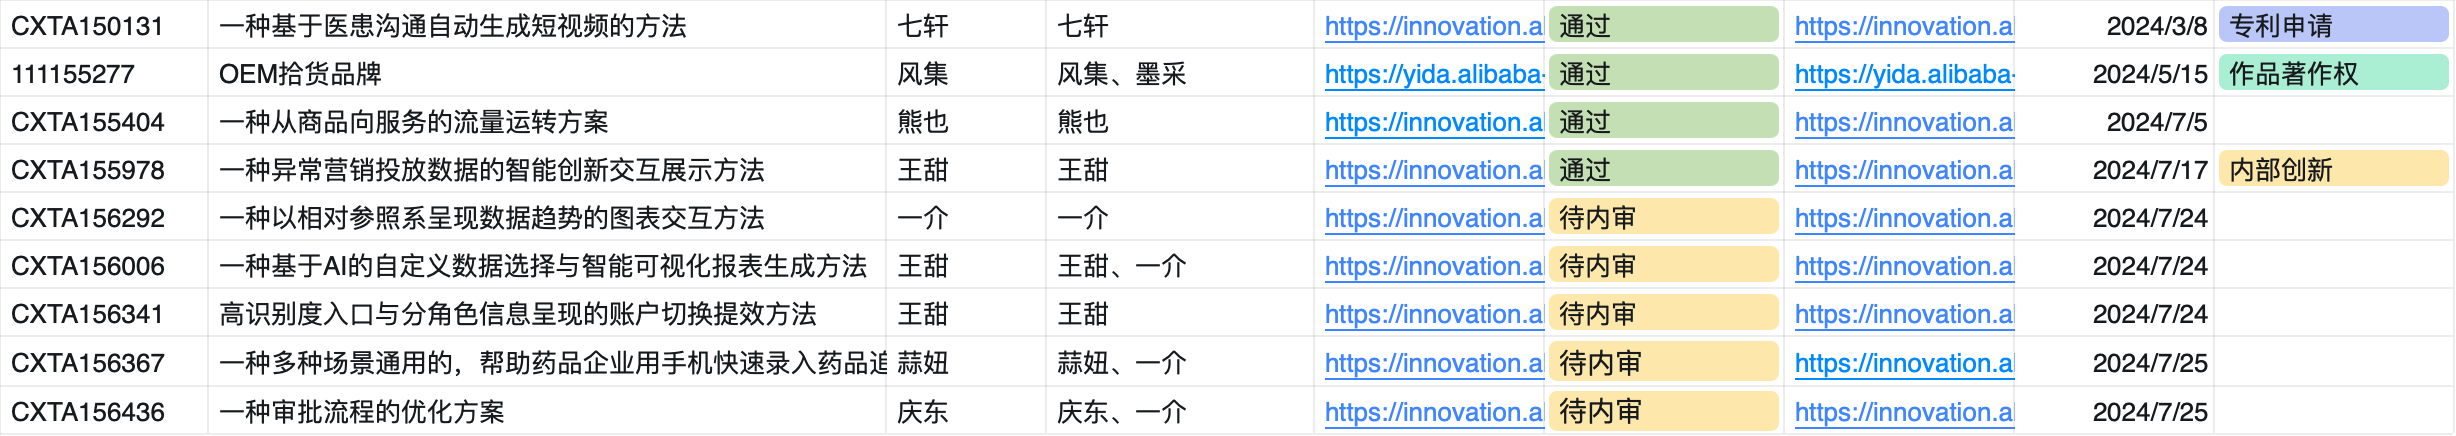 CXTA150131 一种基于医患沟通自动生成短视频的方法 七轩 七轩 https://innovation.al 通过 https://innovation.al 2024/3/8 专利申请
111155277 OEM拾货品牌 风集 风集、墨采 https://yida.alibaba- 通过 https://yida.alibaba- 2024/5/15 作品著作权
CXTA155404 一种从商品向服务的流量运转方案 熊也 熊也 https://innovation.al 通过 https://innovation.al 2024/7/5
CXTA155978 一种异常营销投放数据的智能创新交互展示方法 王甜 王甜 https://innovation.al 通过 https://innovation.al 2024/7/17 内部创新
CXTA156292 一种以相对参照系呈现数据趋势的图表交互方法 一介 一介 https://innovation.al 待内审 https://innovation.al 2024/7/24
CXTA156006 一种基于AI的自定义数据选择与智能可视化报表生成方法 王甜 王甜、一介 https://innovation.al 待内审 https://innovation.al 2024/7/24
CXTA156341 高识别度入口与分角色信息呈现的账户切换提效方法 王甜 王甜 https://innovation.al 待内审 https://innovation.al 2024/7/24
CXTA156367 一种多种场景通用的，帮助药品企业用手机快速录入药品追 蒜妞 蒜妞、一介 https://innovation.al 待内审 https://innovation.al 2024/7/25
CXTA156436 一种审批流程的优化方案 庆东 庆东、一介 https://innovation.al 待内审 https://innovation.al 2024/7/25